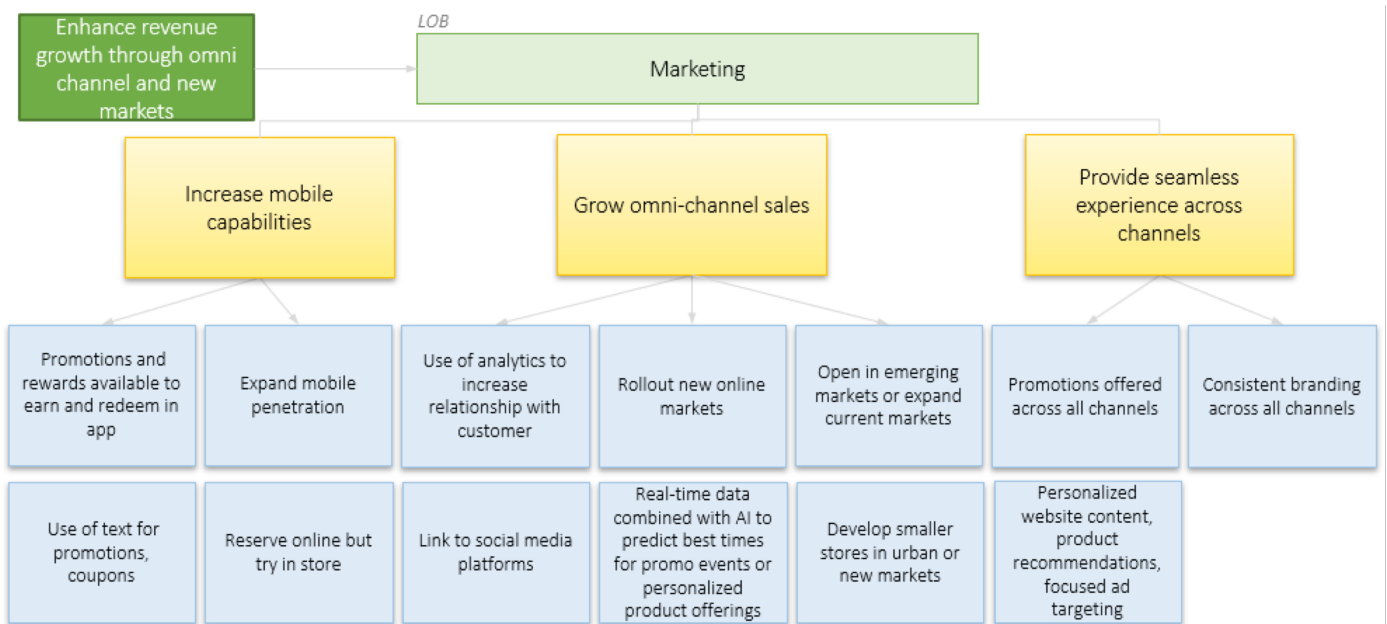 Enhance revenue
growth through omni
channel and new
markets
LOB
Marketing
Increase mobile
capabilities
Grow omni-channel sales
Provide seamless
experience across
channels
Promotions and
rewards available to
earn and redeem in
app
Expand mobile
penetration
Use of analytics to
increase
relationship with
customer
Rollout new online
markets
Open in emerging
markets or expand
current markets
Promotions offered
across all channels
Consistent branding
across all channels
Use of text for
promotions,
coupons
Reserve online but
try in store
Link to social media
platforms
Real-time data
combined with AI to
predict best times
for promo events or
personalized
product offerings
Develop smaller
stores in urban or
new markets
Personalized
website content,
product
recommendations,
focused ad
targeting